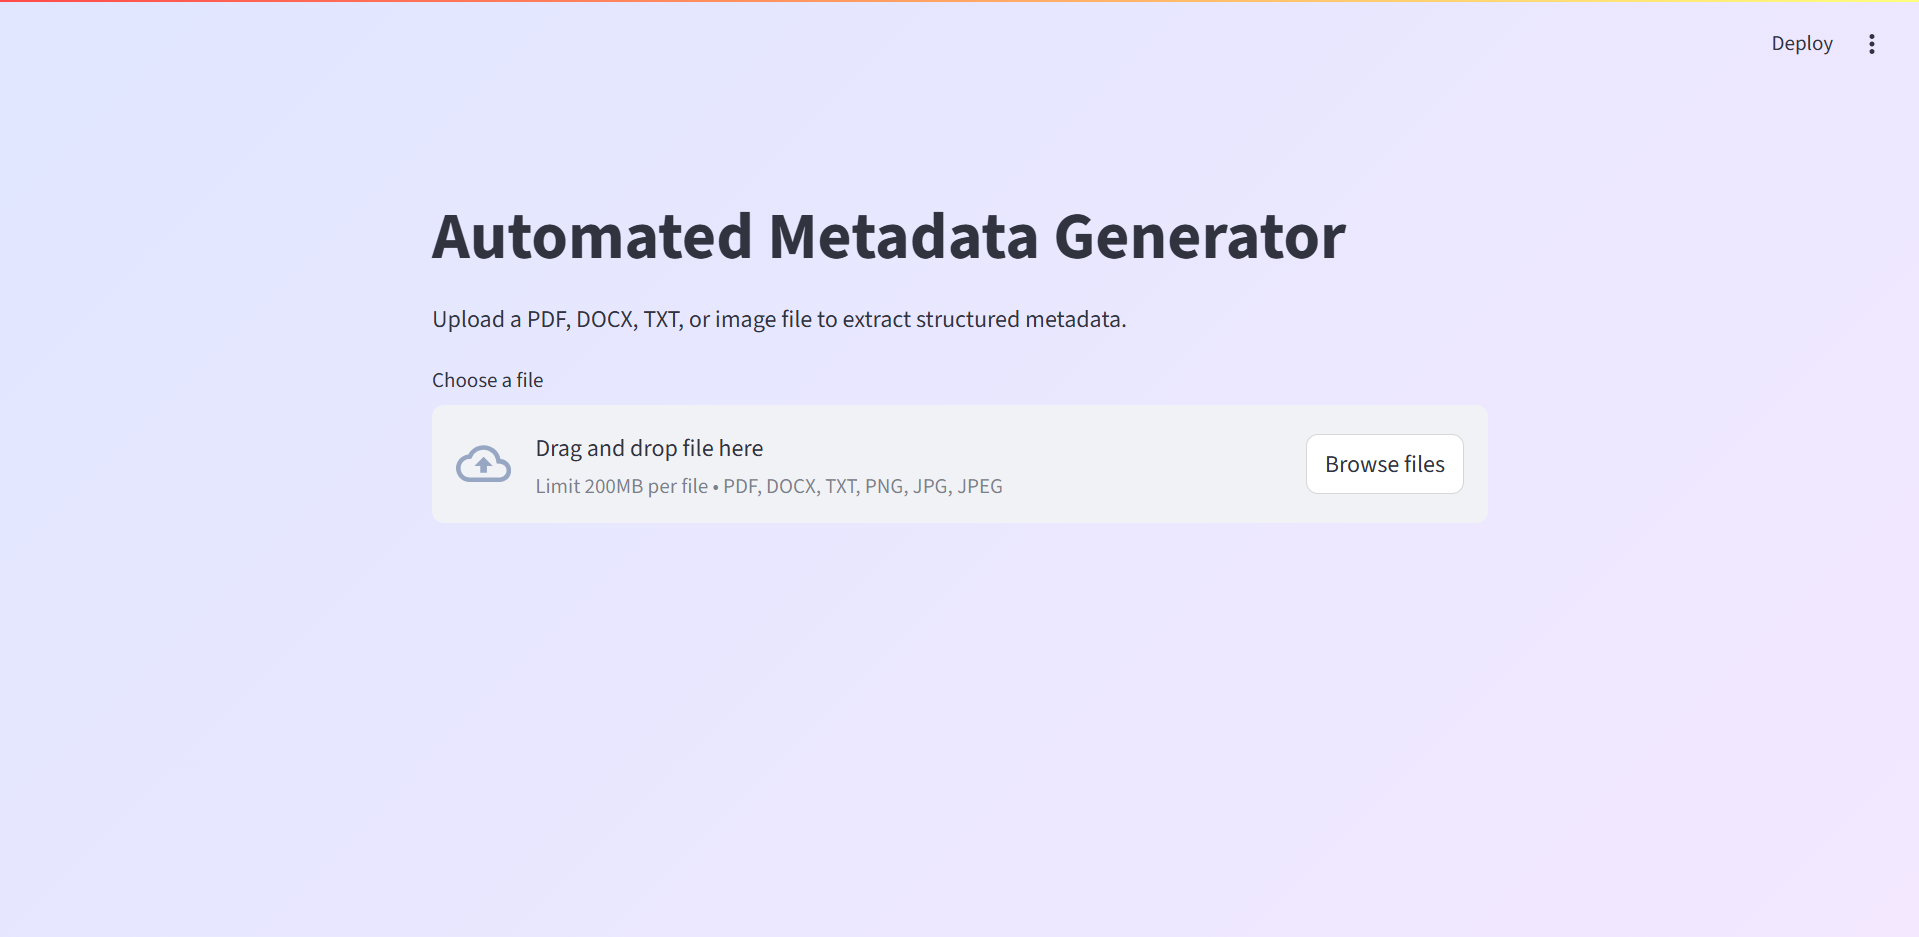 Deploy
Automated Metadata Generator
Upload a PDF, DOCX, TXT, or image file to extract structured metadata.
Choose a file
Drag and drop file here
Limit 200MB per file • PDF, DOCX, TXT, PNG, JPG, JPEG
Browse files